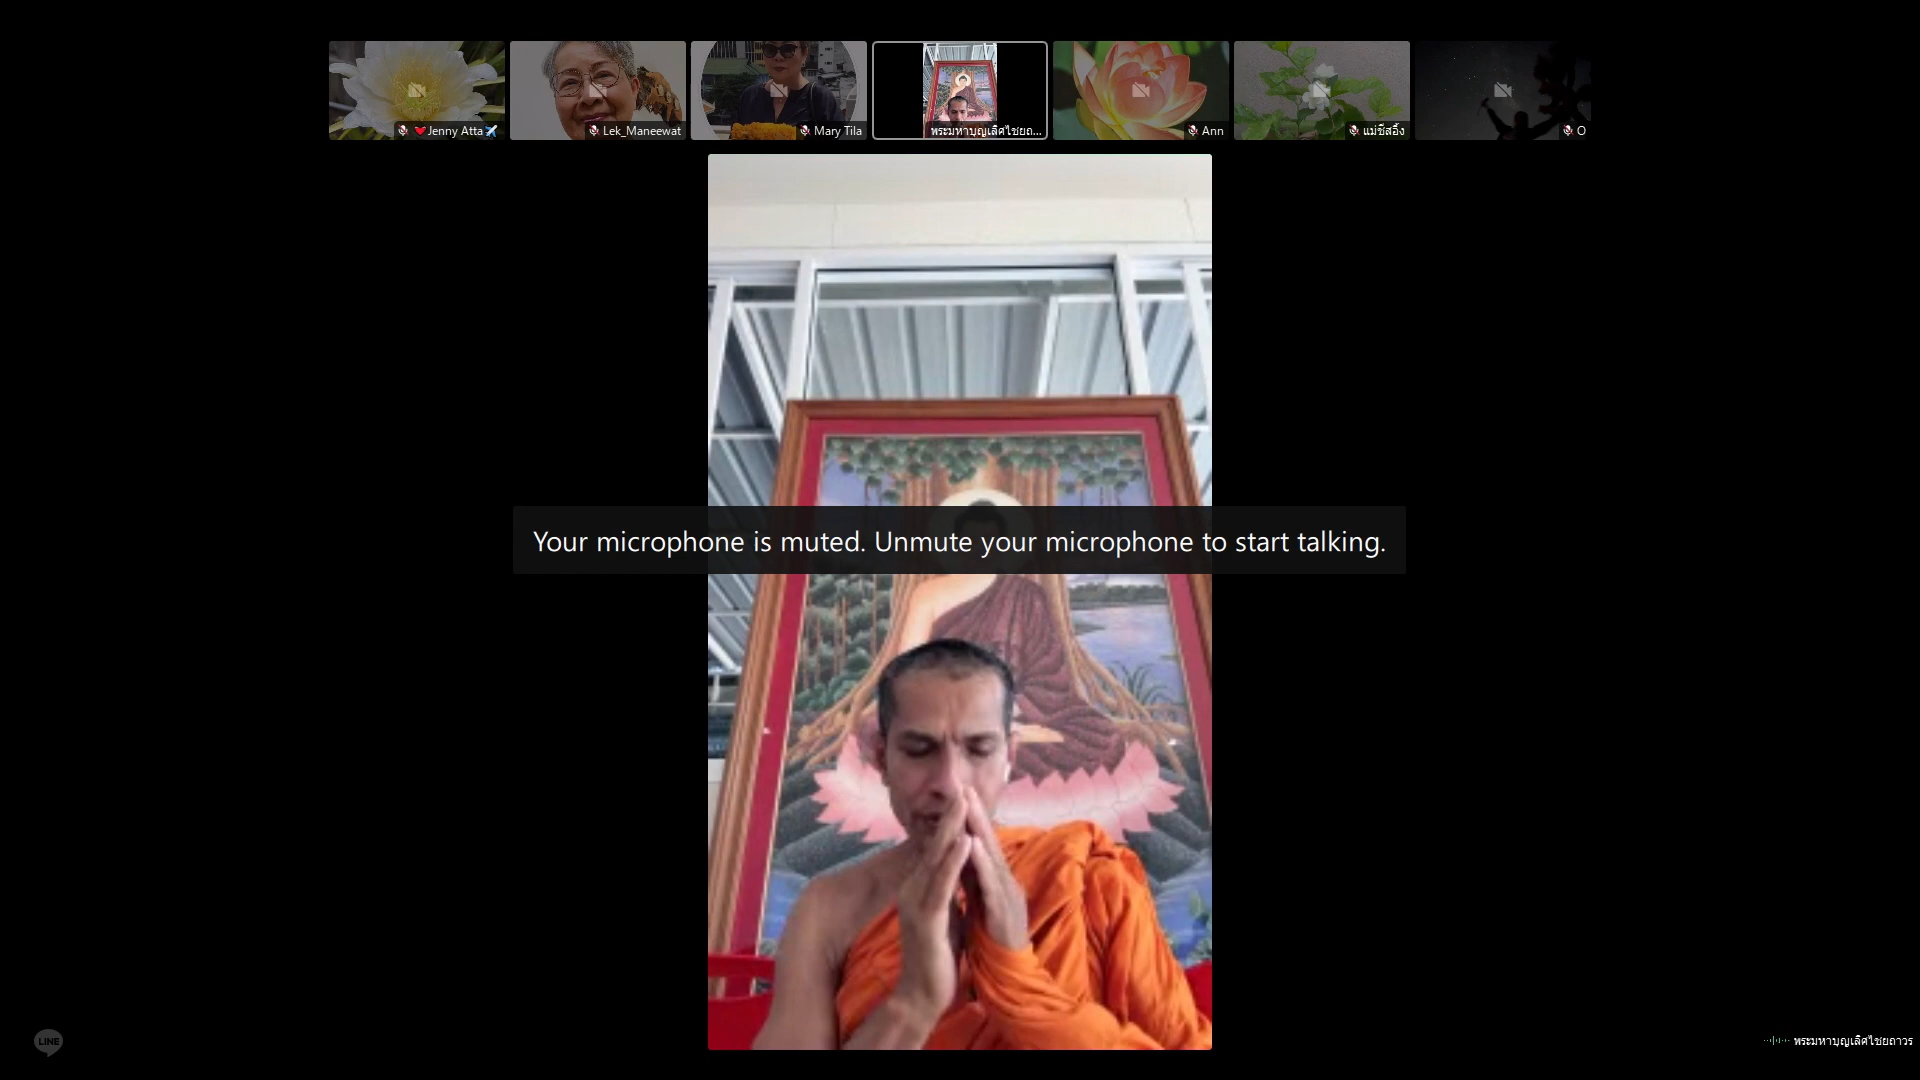 Jenny Atta
Lek_Maneewat
Mary Tila
พระมหาบุญเลิศไชยถ...
Ann
แม่ชีสอิ้ง
O
Your microphone is muted. Unmute your microphone to start talking.
LINE
พระมหาบุญเลิศไชยถาวร